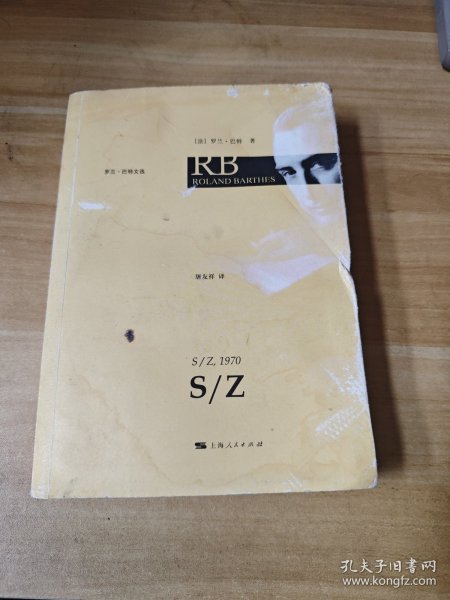 [法] 罗兰·巴特 著
RB
ROLAND BARTHES
罗兰·巴特文选
屠友祥 译
S/Z, 1970
S/Z
上海人民出版社
孔夫子旧书网
www.kongfz.com